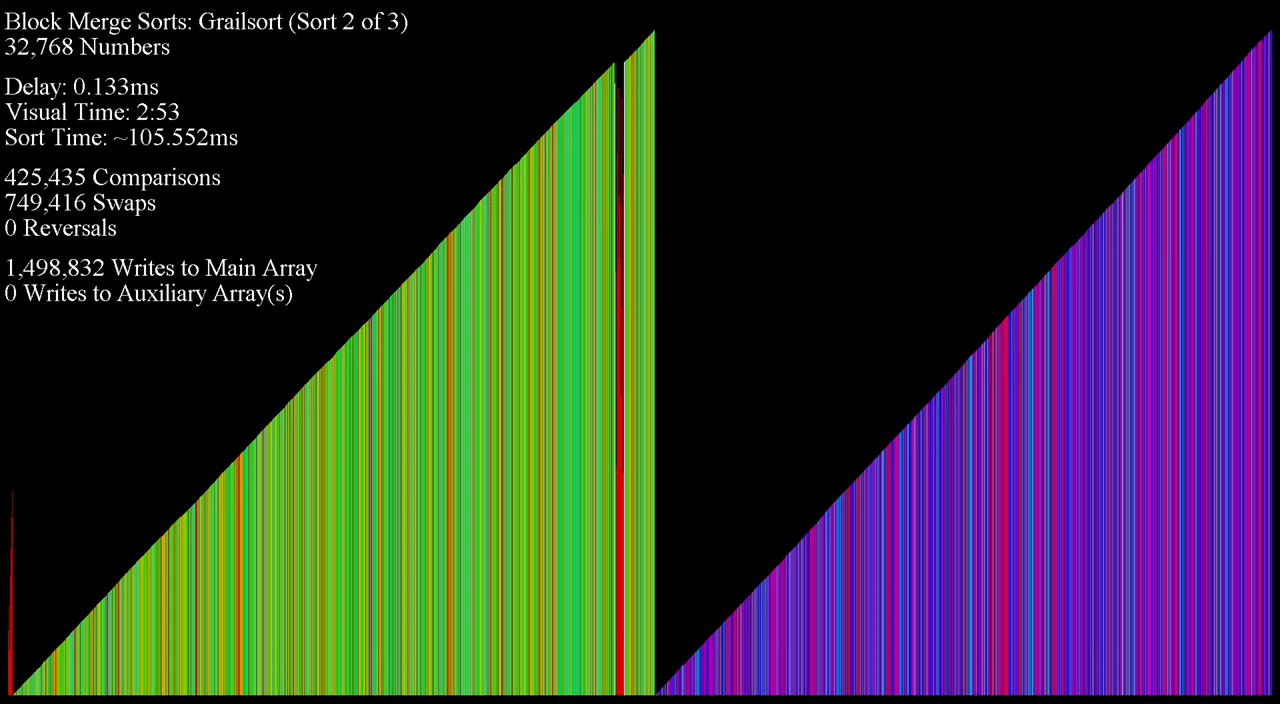 Block Merge Sorts: Grailsort (Sort 2 of 3)
32,768 Numbers
Delay: 0.133ms
Visual Time: 2:53
Sort Time: ~105.552ms
425,435 Comparisons
749,416 Swaps
0 Reversals
1,498,832 Writes to Main Array
0 Writes to Auxiliary Array(s)